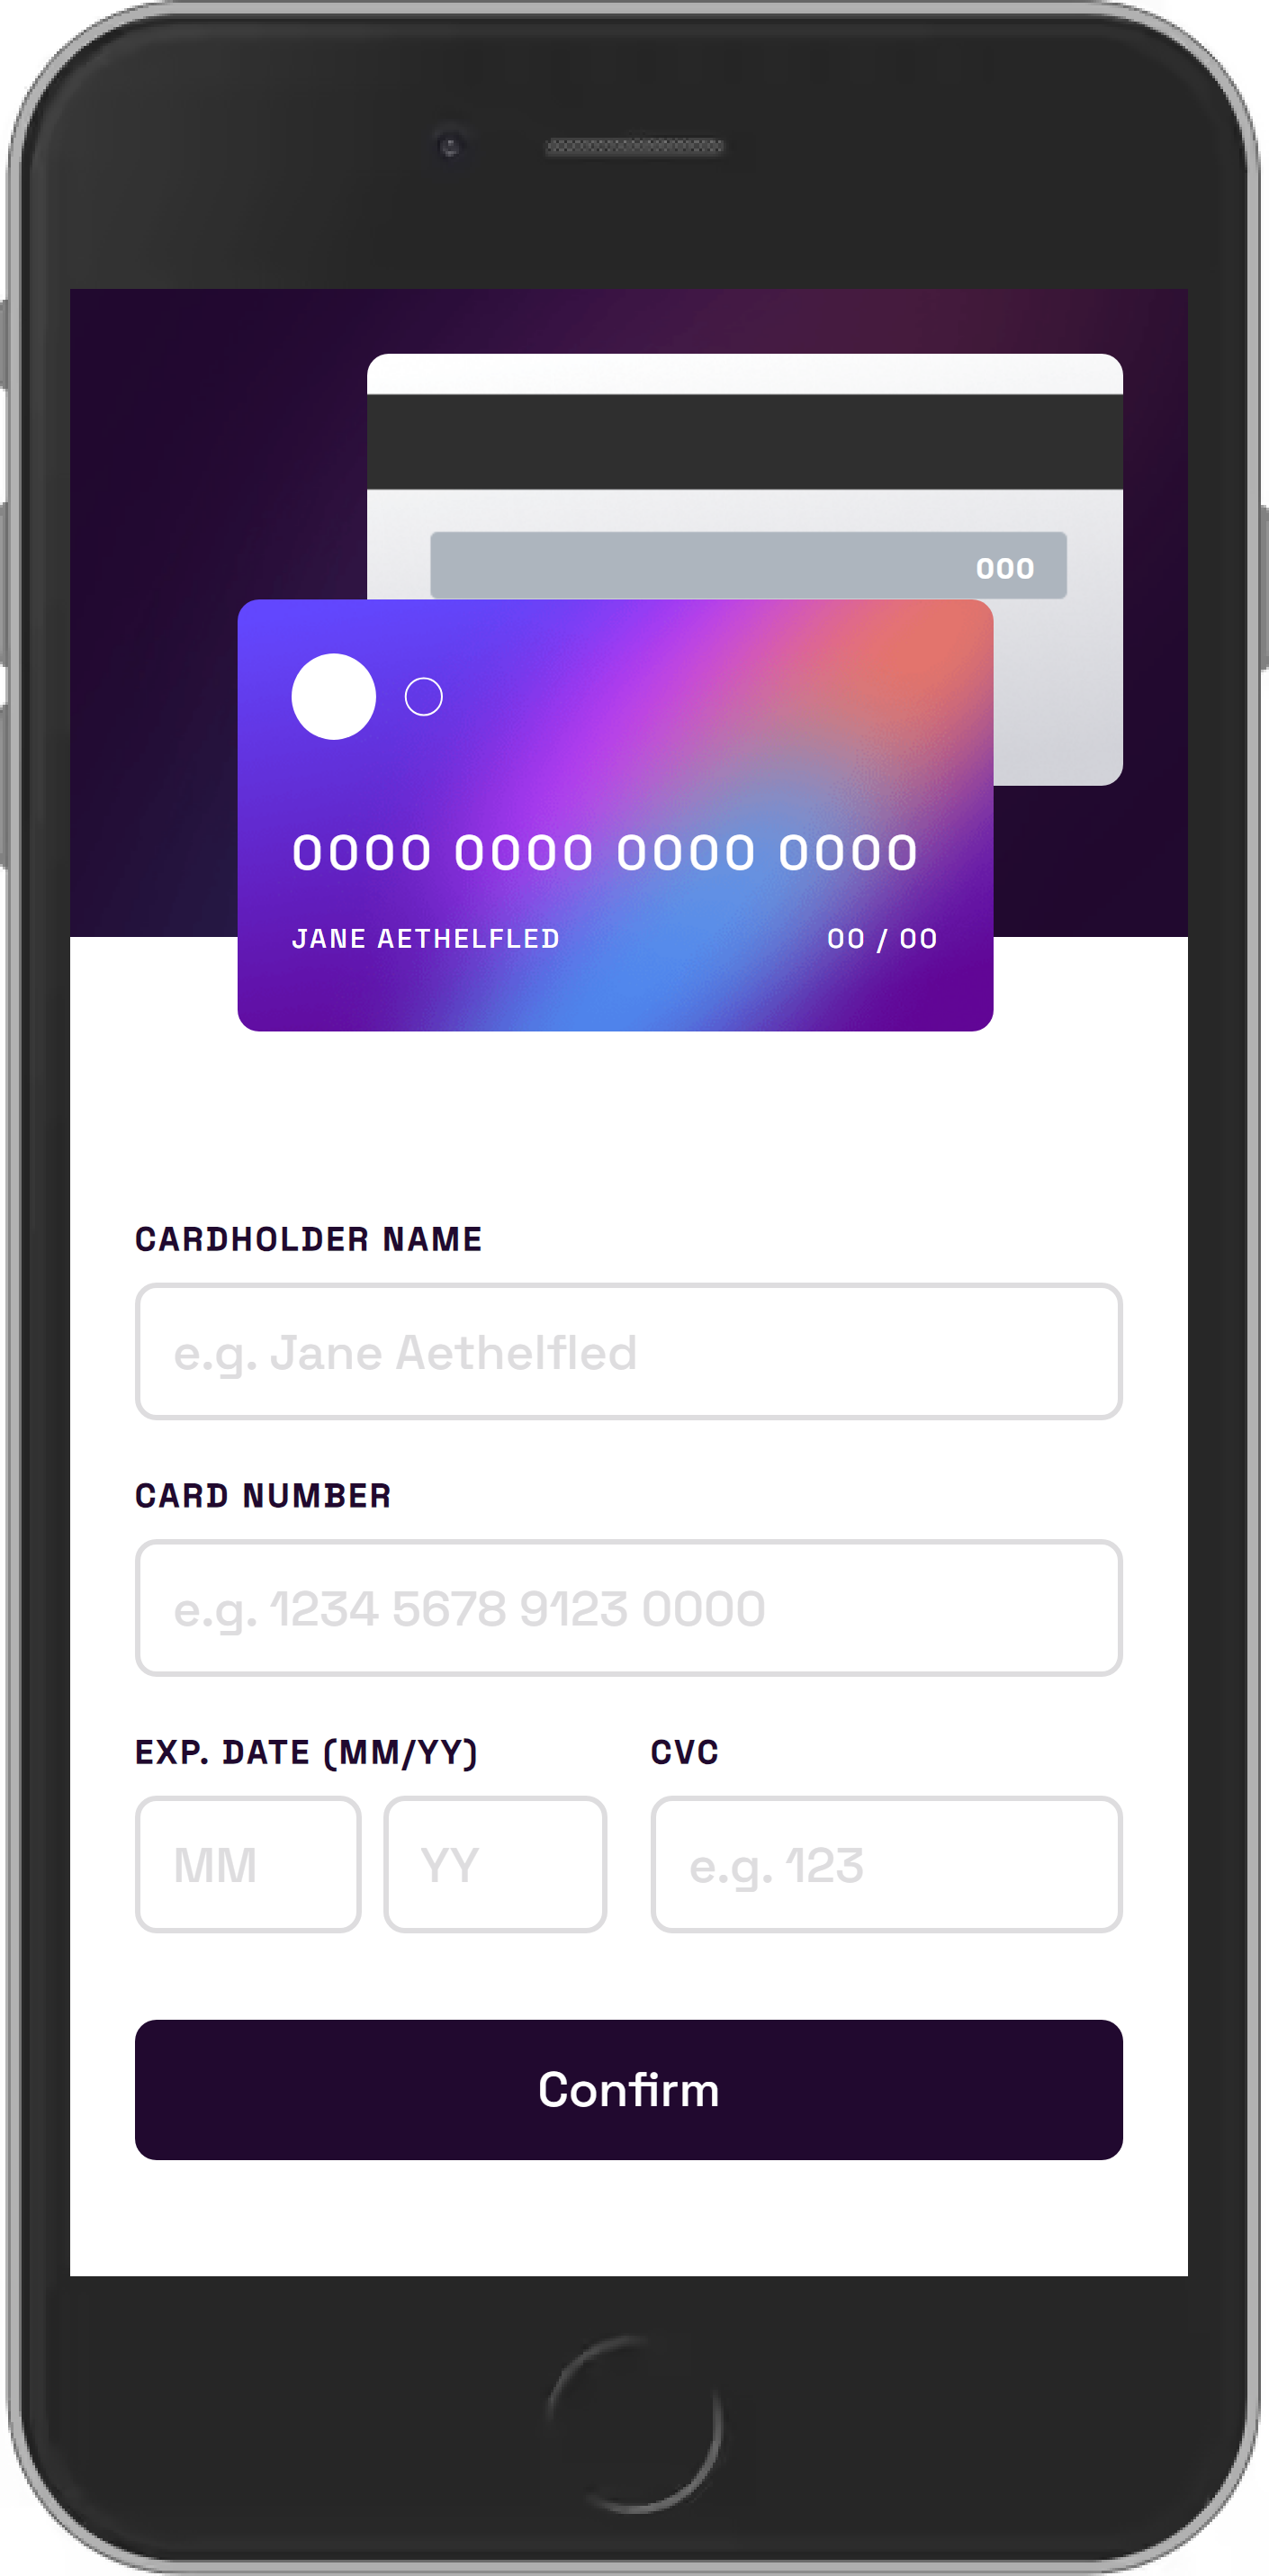 000
0000 0000 0000 0000
JANE AETHELFLED 00 / 00
CARDHOLDER NAME
e.g. Jane Aethelfled
CARD NUMBER
e.g. 1234 5678 9123 0000
EXP. DATE (MM/YY) CVC
MM YY e.g. 123
Confirm